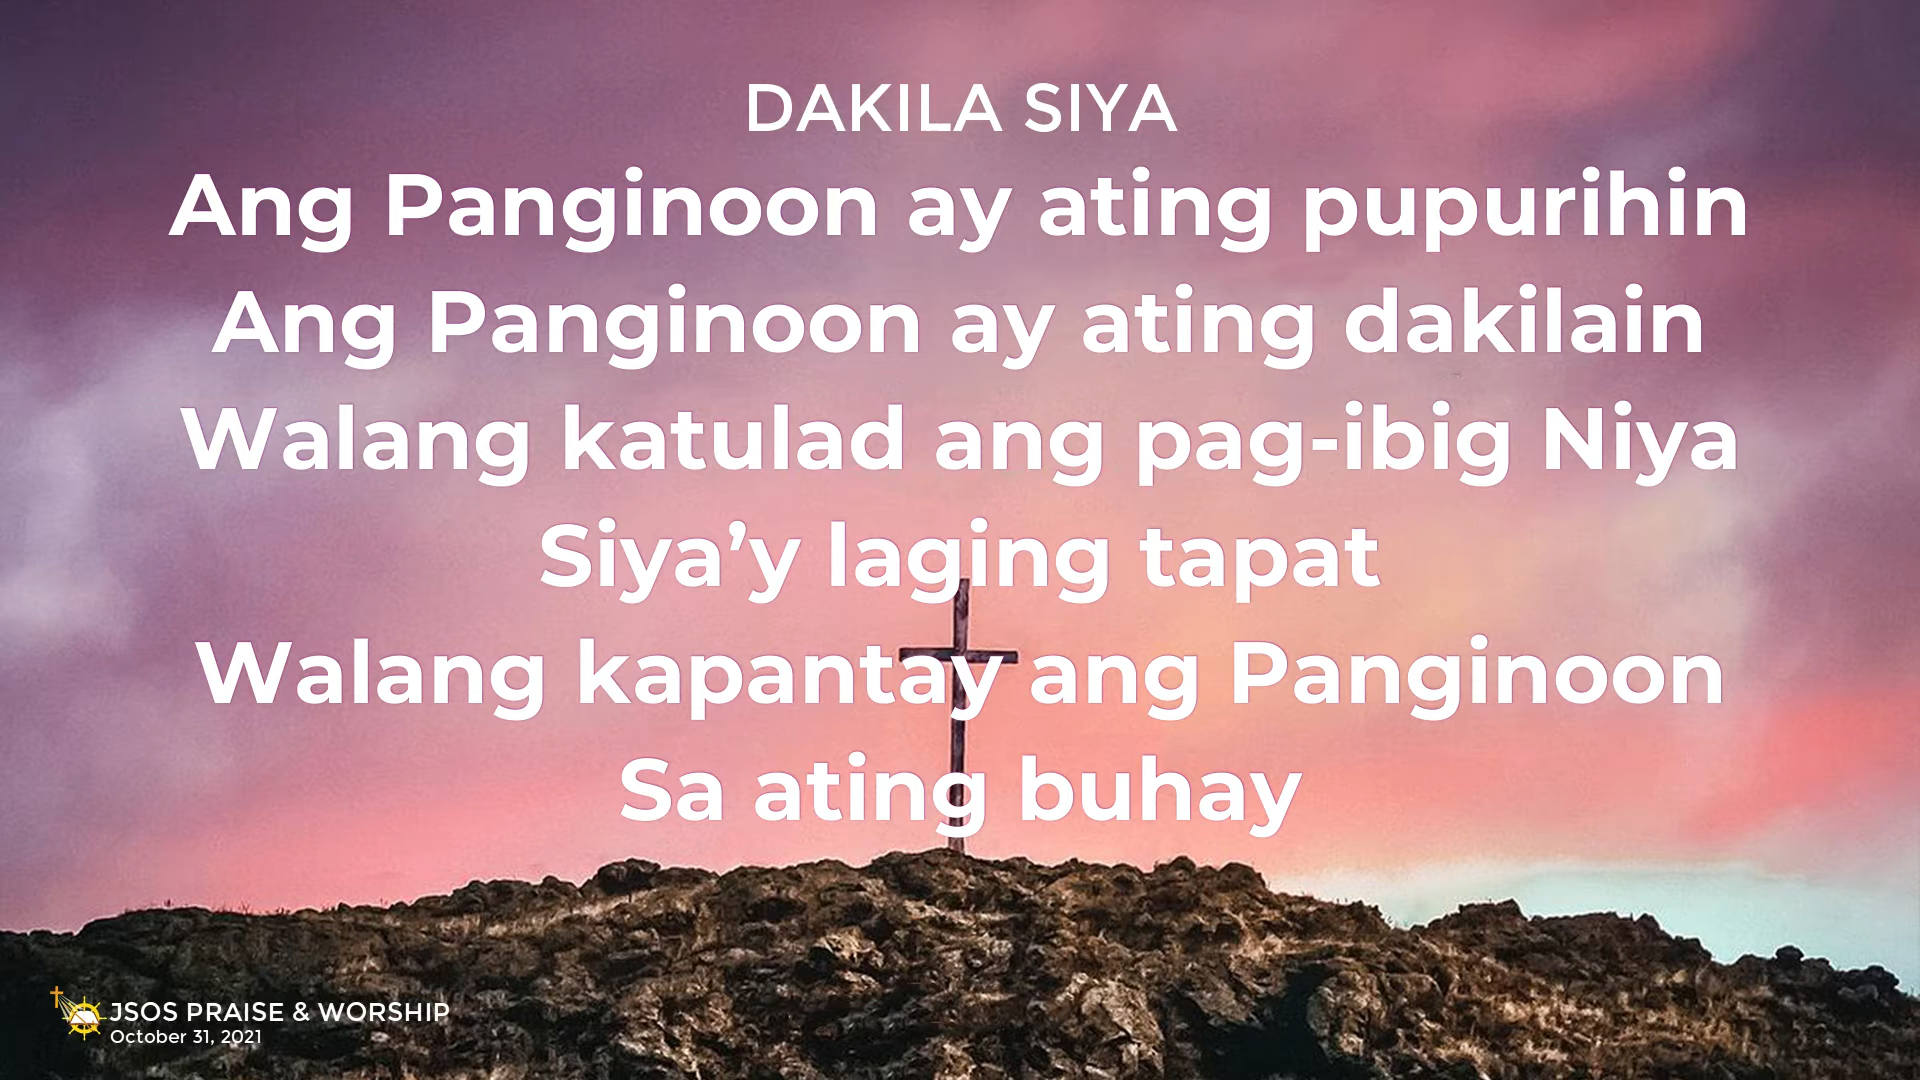 DAKILA SIYA
Ang Panginoon ay ating pupurihin
Ang Panginoon ay ating dakilain
Walang katulad ang pag-ibig Niya
Siya’y laging tapat
Walang kapantay ang Panginoon
Sa ating buhay
JSOS PRAISE & WORSHIP
October 31, 2021